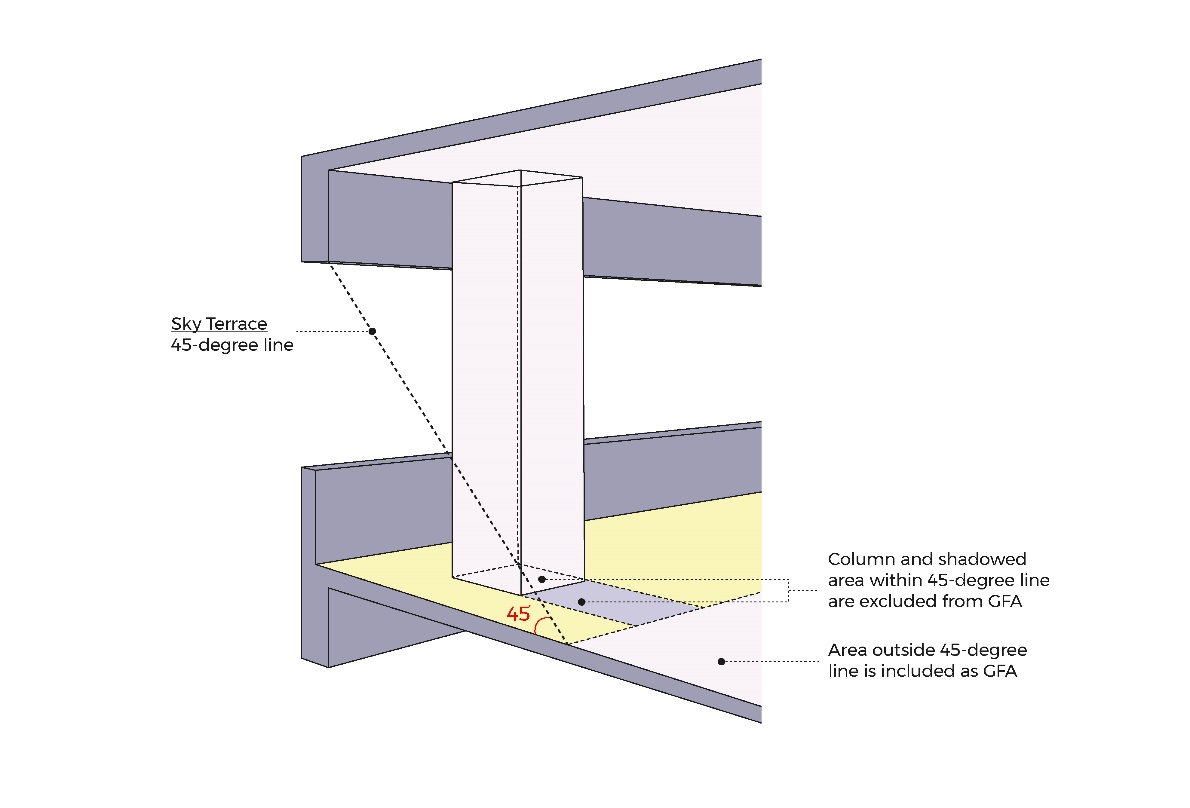 Sky Terrace
45-degree line
Column and shadowed
area within 45-degree line
are excluded from GFA
45
Area outside 45-degree
line is included as GFA